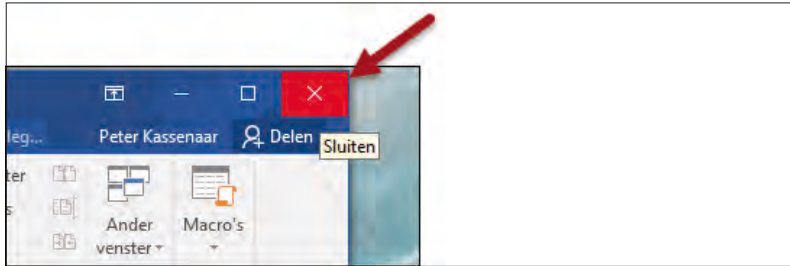 leg...
Peter Kassenaar
Delen
Sluiten
ter
s
Ander
venster
Macro's